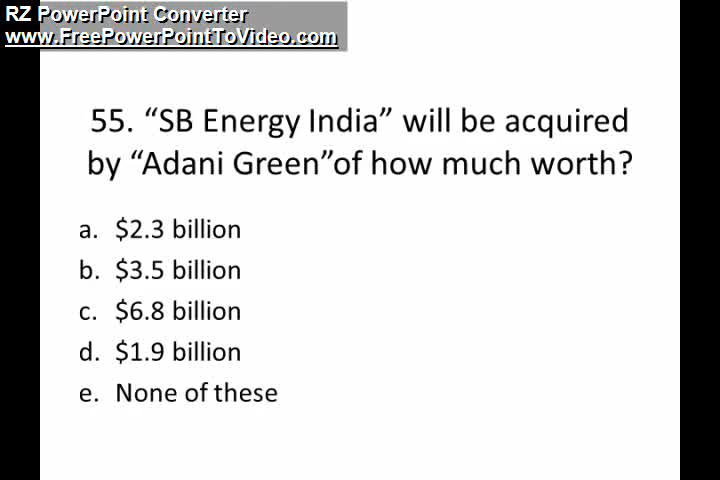 RZ PowerPoint Converter
www.FreePowerPointToVideo.com
55. “SB Energy India” will be acquired
by “Adani Green”of how much worth?
a. $2.3 billion
b. $3.5 billion
c. $6.8 billion
d. $1.9 billion
e. None of these